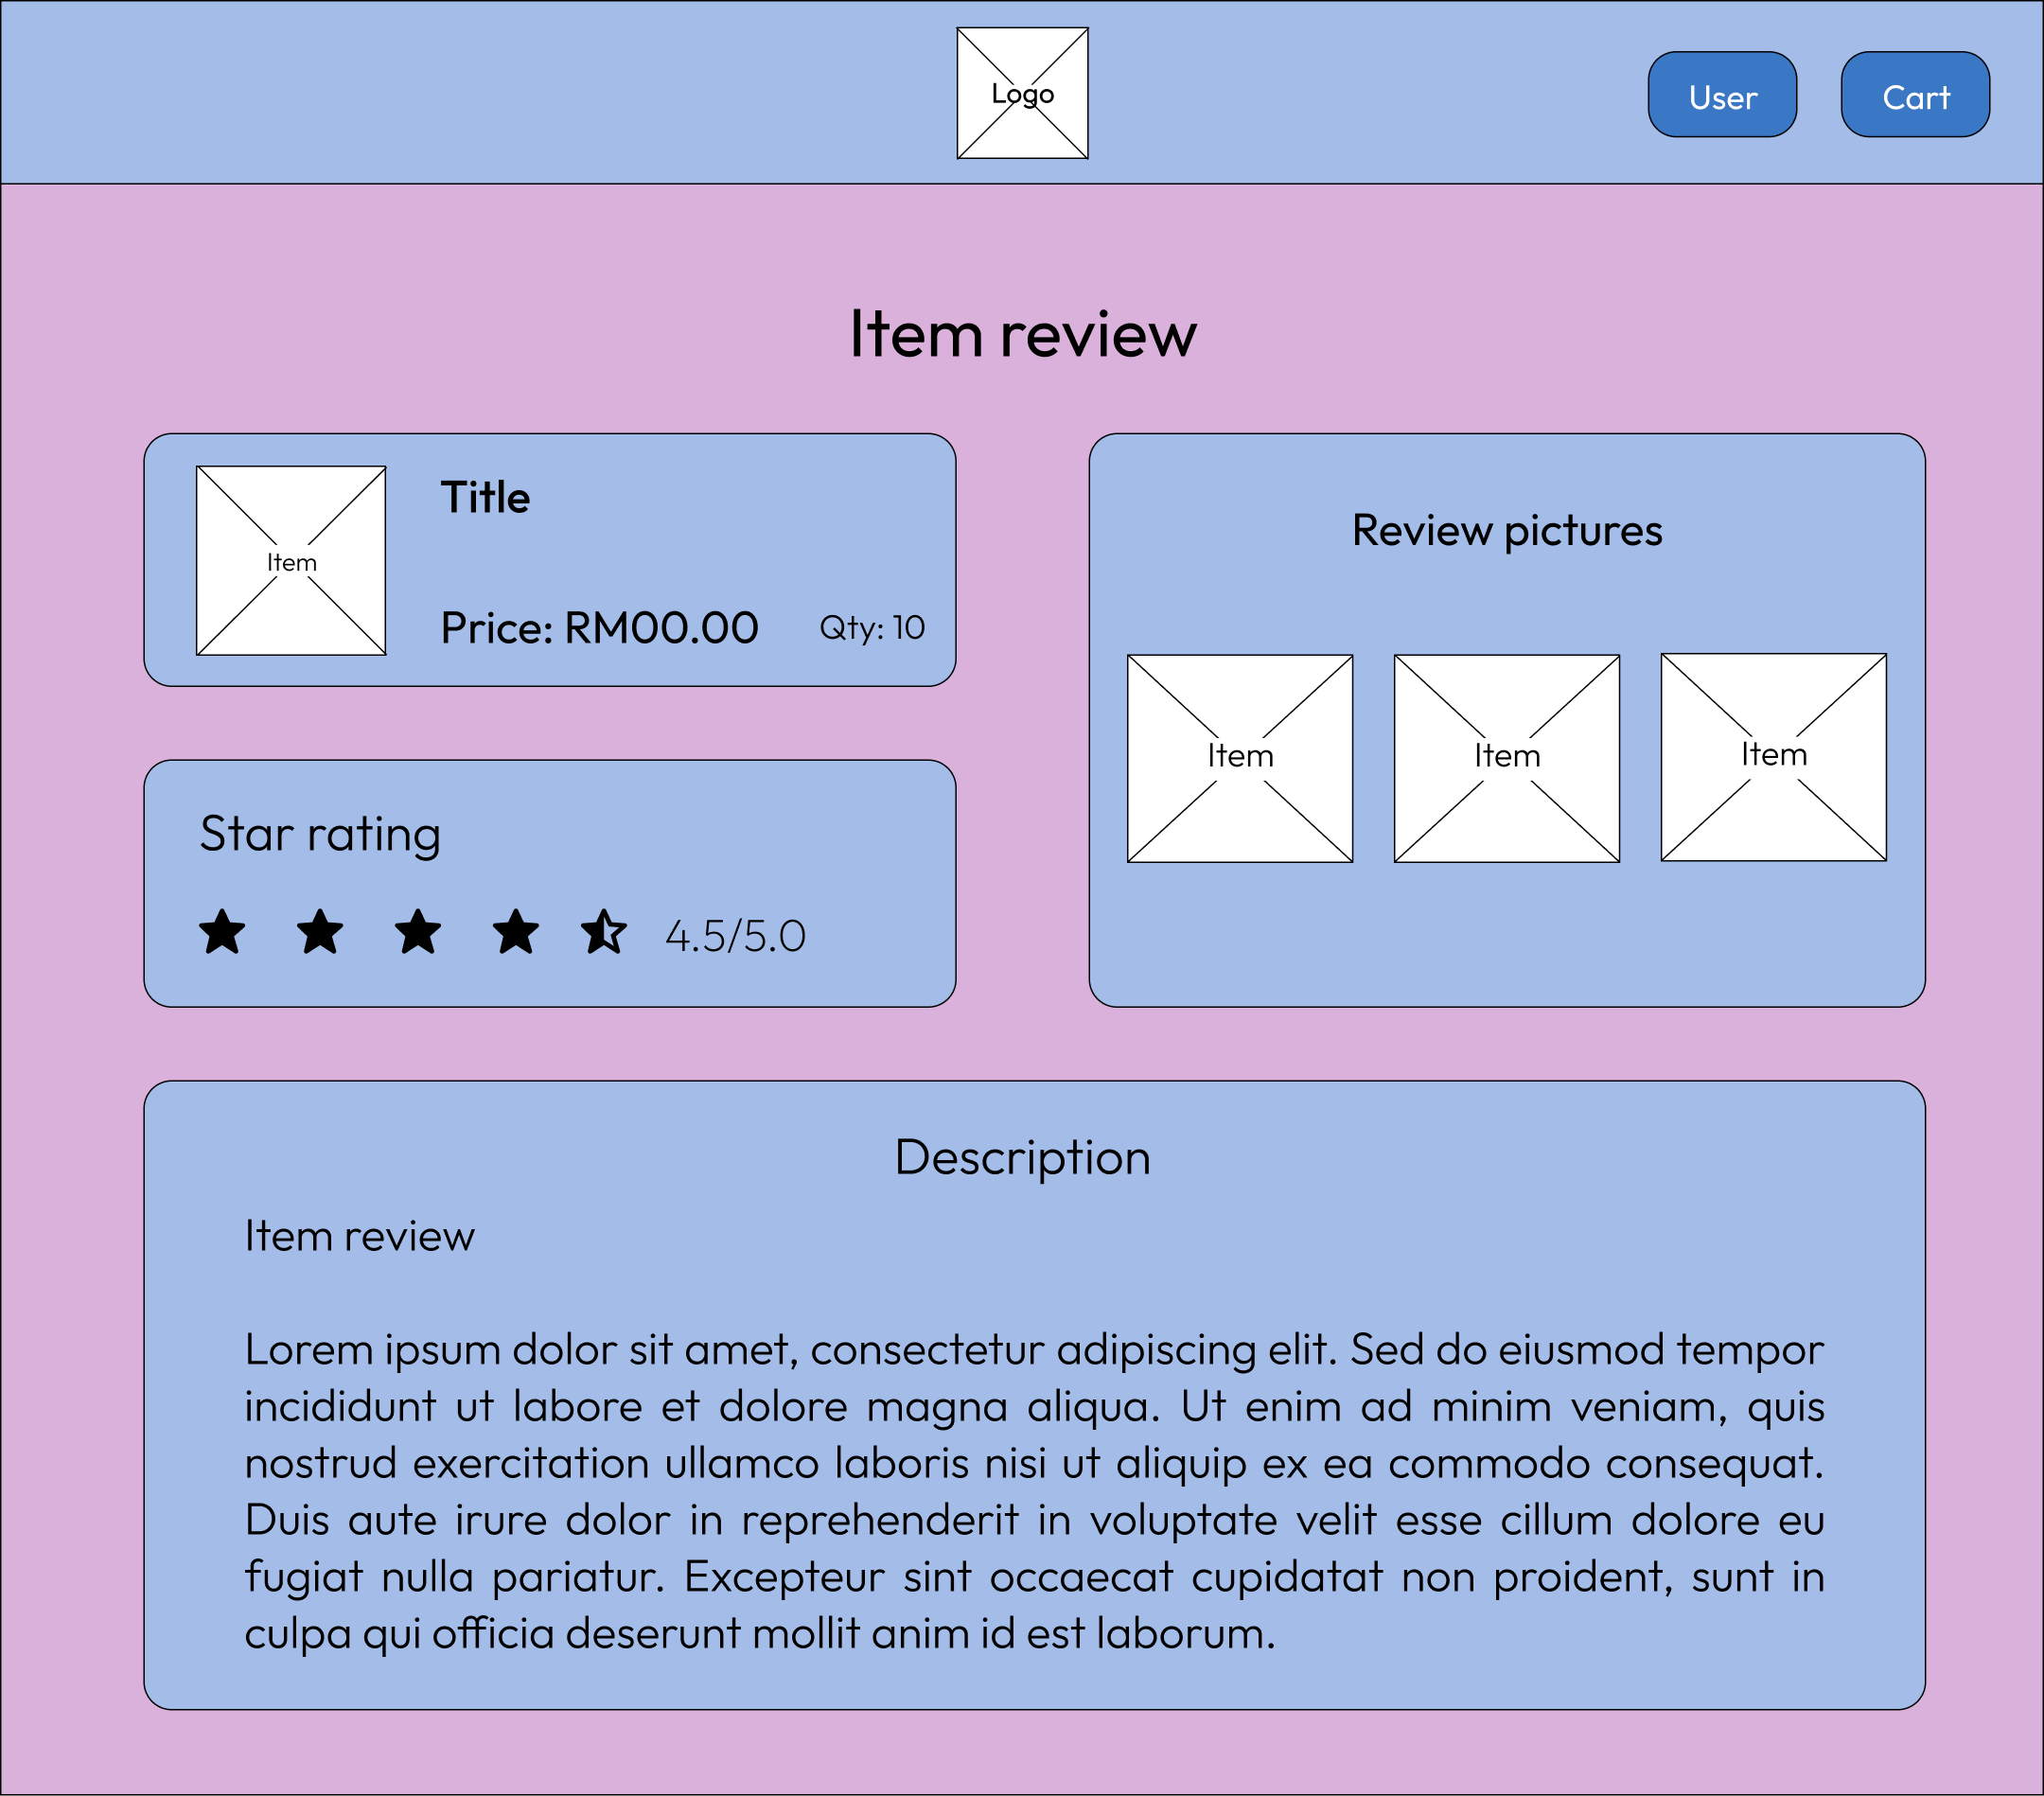 Logo
User
Cart
Item review
Item
Title
Price: RM00.00
Qty: 10
Star rating
4.5/5.0
Review pictures
Item
Item
Item
Description
Item review
Lorem ipsum dolor sit amet, consectetur adipiscing elit. Sed do eiusmod tempor
incididunt ut labore et dolore magna aliqua. Ut enim ad minim veniam, quis
nostrud exercitation ullamco laboris nisi ut aliquip ex ea commodo consequat.
Duis aute irure dolor in reprehenderit in voluptate velit esse cillum dolore eu
fugiat nulla pariatur. Excepteur sint occaecat cupidatat non proident, sunt in
culpa qui officia deserunt mollit anim id est laborum.